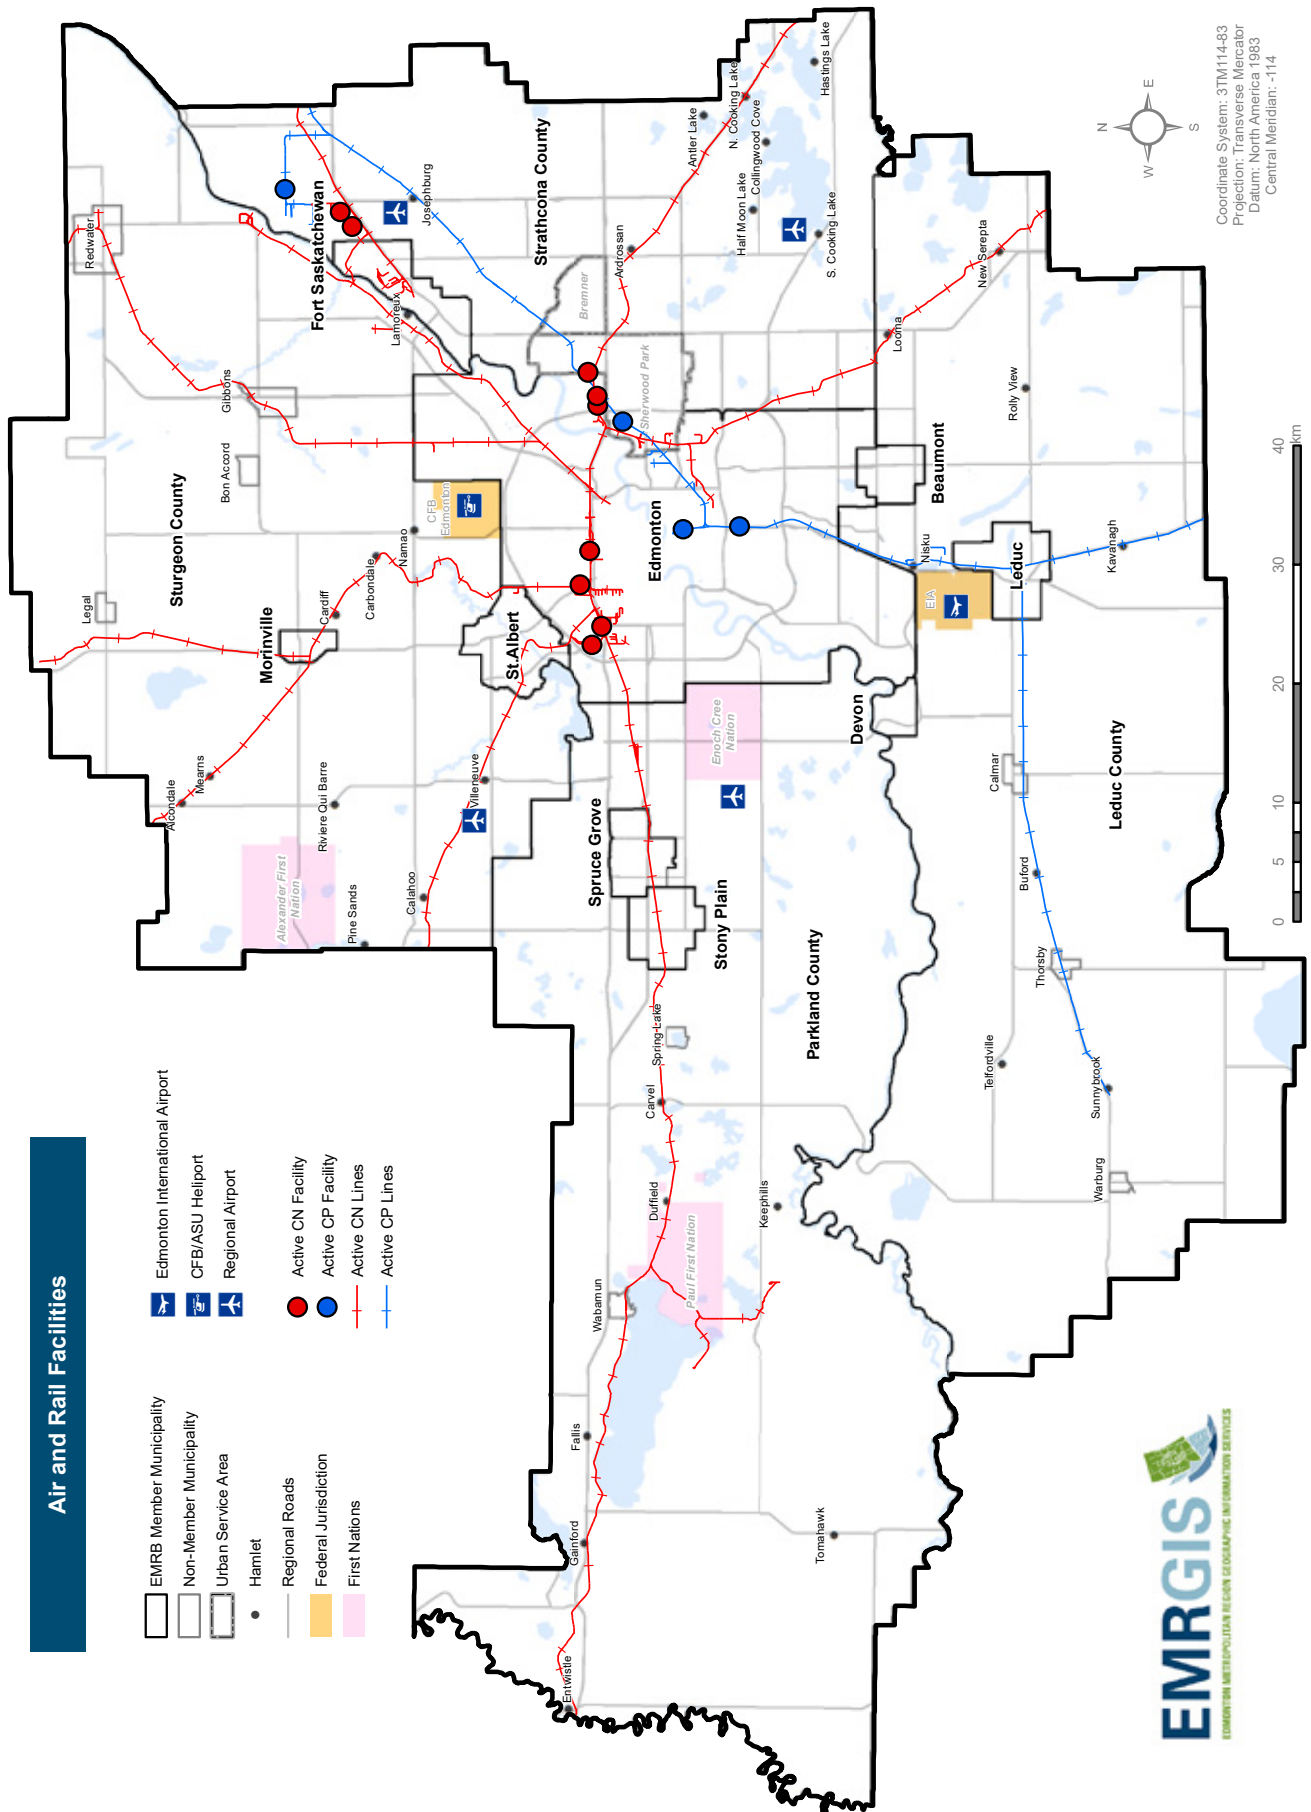 Air and Rail Facilities
EMRB Member Municipality
Non-Member Municipality
Urban Service Area
Hamlet
Regional Roads
Federal Jurisdiction
First Nations
Edmonton International Airport
CFB/ASU Heliport
Regional Airport
Active CN Facility
Active CP Facility
Active CN Lines
Active CP Lines
Redwater
Legal
Sturgeon County
Bon Accord
Gibbons
Fort Saskatchewan
Morinville
Cardiff
Carbondale
Namao
Lamoreux
Josephburg
Alcondale
Mearns
Riviere Qui Barre
Alexander First
Nation
Pine Sands
Calahoo
Villeneuve
St.Albert
CFB
Edmonton
Strathcona County
Bremner
Ardrossan
Antler Lake
N. Cooking Lake
Collingwood Cove
Half Moon Lake
Hastings Lake
S. Cooking Lake
Sherwood Park
Edmonton
Spruce Grove
Stony Plain
Enoch Cree
Nation
Parkland County
Spring Lake
Carvel
Duffield
Wabamun
Paul First Nation
Keephills
Fallis
Gainford
Entwistle
Tomahawk
Devon
Beaumont
Nisku
EIA
Leduc
Looma
New Serepta
Rolly View
Kavanagh
Calmar
Leduc County
Buford
Thorsby
Telfordville
Sunnybrook
Warburg
N
W
E
S
Coordinate System: 3TM114-83
Projection: Transverse Mercator
Datum: North America 1983
Central Meridian: -114
0 5 10 20 30 40
km
EMRGIS
EDMONTON METROPOLITAN REGION GEOGRAPHIC INFORMATION SERVICES